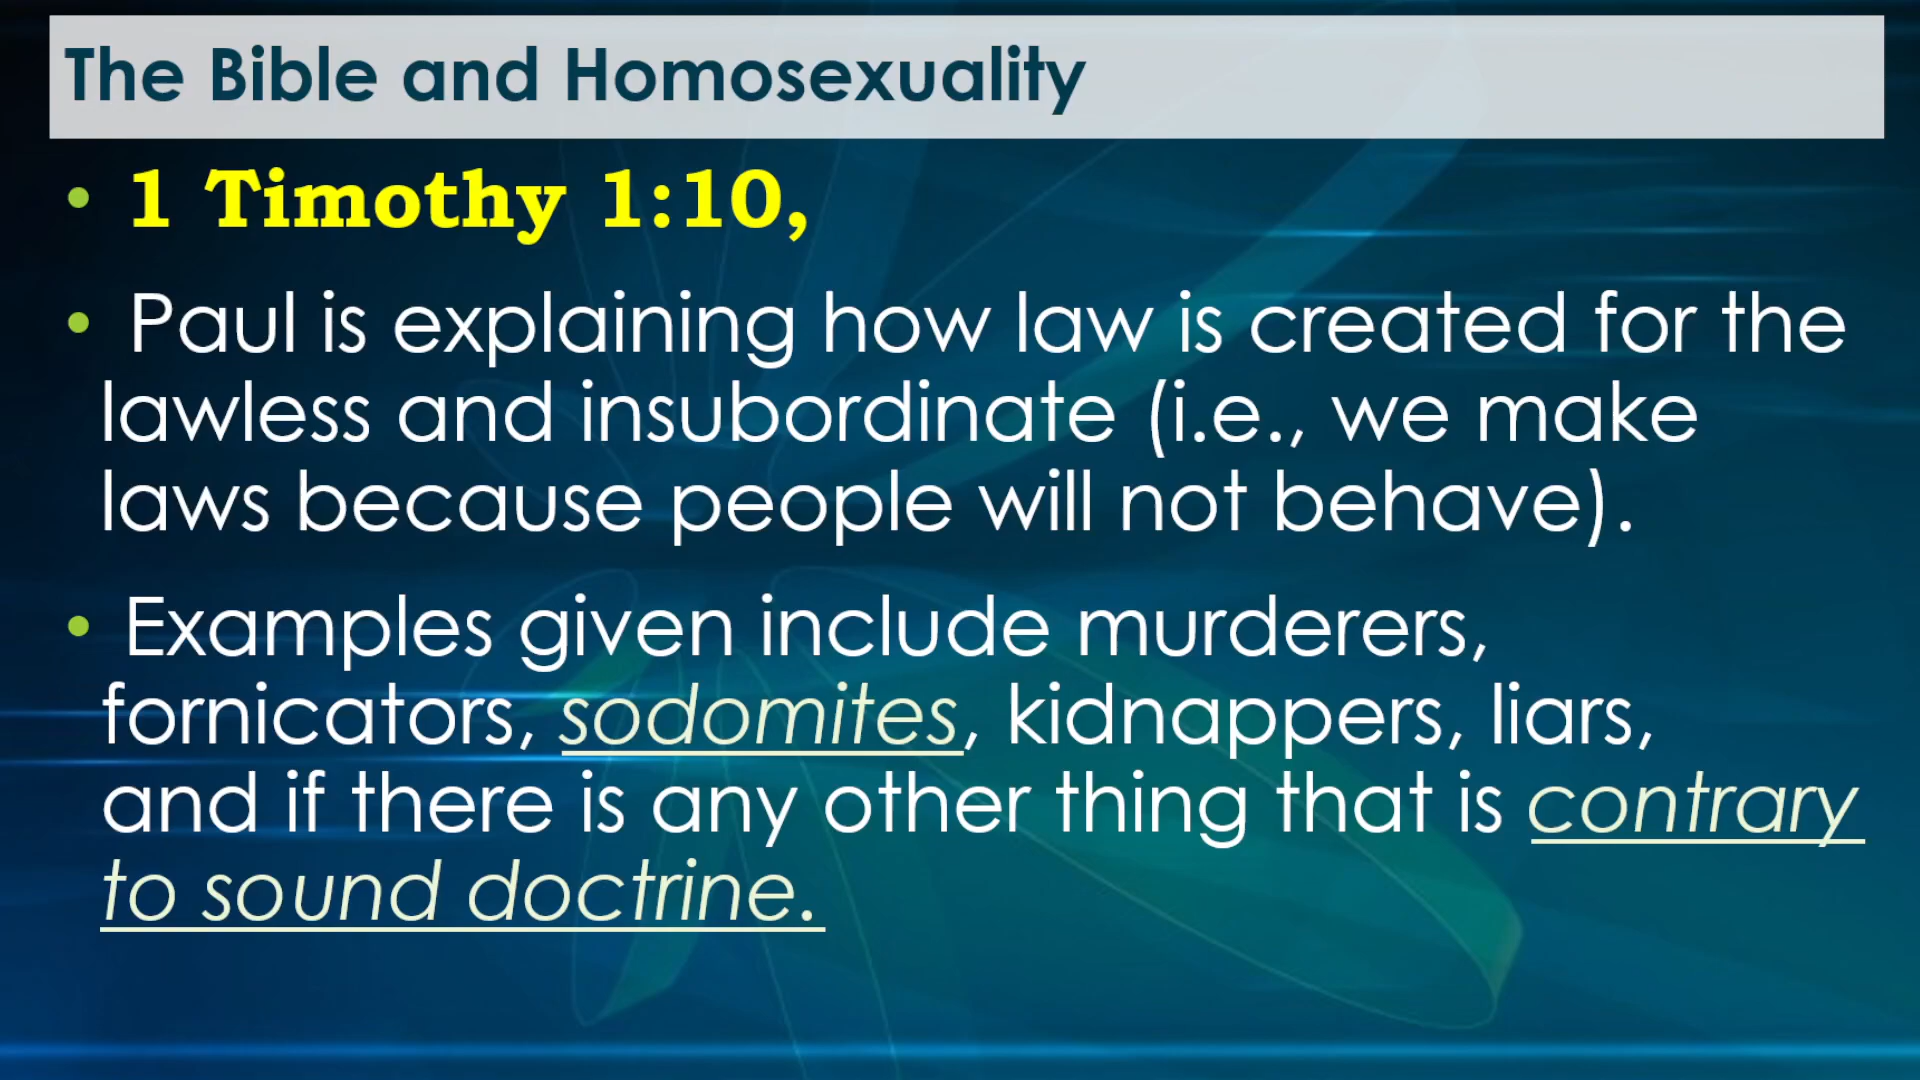 The Bible and Homosexuality
• 1 Timothy 1:10,
• Paul is explaining how law is created for the
lawless and insubordinate (i.e., we make
laws because people will not behave).
• Examples given include murderers,
fornicators, sodomites, kidnappers, liars,
and if there is any other thing that is contrary
to sound doctrine.